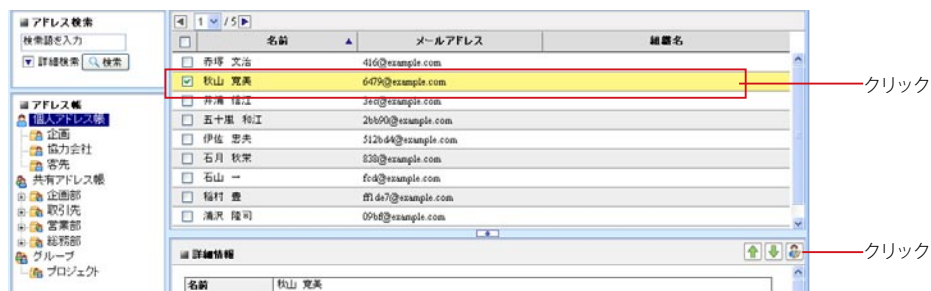 アドレス検索
検索語を入力
詳細検索 検索
アドレス帳
個人アドレス帳
企画
協力会社
客先
共有アドレス帳
企画部
取引先
営業部
総務部
グループ
プロジェクト
1 / 5
名前 メールアドレス 組織名
赤塚 文治 416@example.com
秋山 寛美 6479@example.com
井浦 信江 3ec@example.com
五十嵐 和江 2bb90@example.com
伊佐 忠夫 512bd4@example.com
石月 秋栄 838@example.com
石山 一 fcd@example.com
稲村 豊 ff1de7@example.com
浦沢 隆司 09bf@example.com
クリック
詳細情報
クリック
名前 秋山 寛美